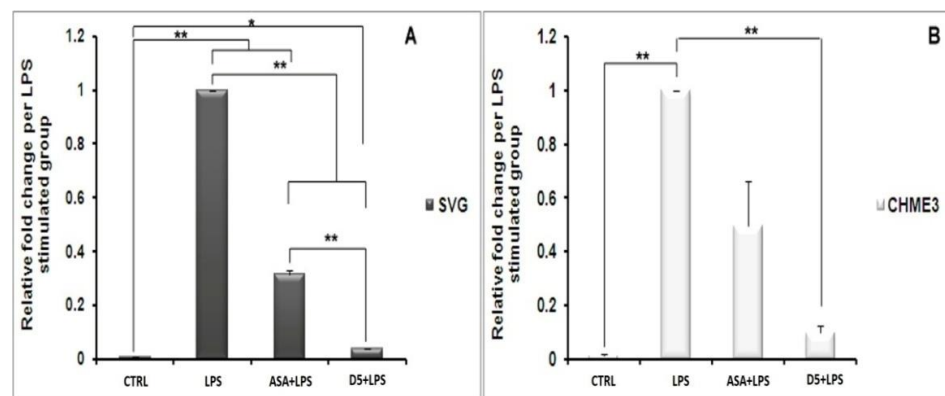 A
*
**
**
**
1.2
1
0.8
0.6
0.4
0.2
0
Relative fold change per LPS
stimulated group
SVG
CTRL
LPS
ASA+LPS
D5+LPS
B
**
**
1.2
1
0.8
0.6
0.4
0.2
0
Relative fold change per LPS
stimulated group
CHME3
CTRL
LPS
ASA+LPS
D5+LPS